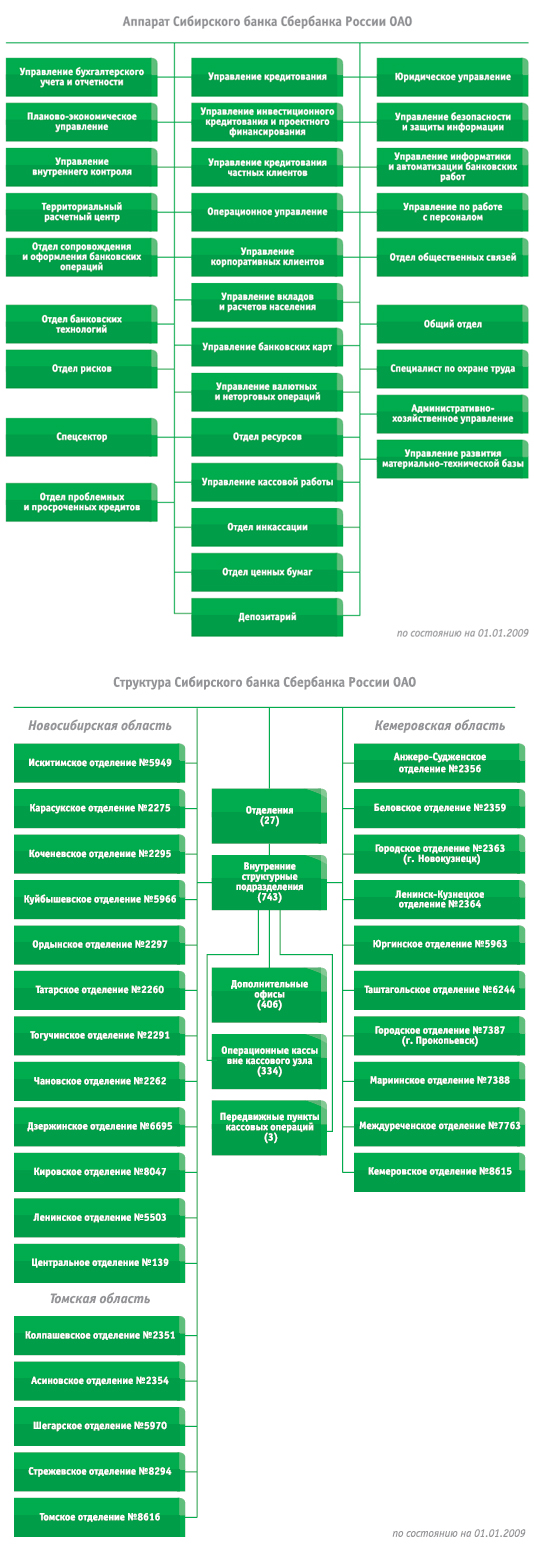 Аппарат Сибирского банка Сбербанка России ОАО
Управление бухгалтерского
учета и отчетности
Планово-экономическое
управление
Управление
внутреннего контроля
Территориальный
расчетный центр
Отдел сопровождения
и оформления банковских
операций
Отдел банковских
технологий
Отдел рисков
Спецсектор
Отдел проблемных
и просроченных кредитов
Управление кредитования
Управление инвестиционного
кредитования и проектного
финансирования
Управление кредитования
частных клиентов
Операционное управление
Управление
корпоративных клиентов
Управление вкладов
и расчетов населения
Управление банковских карт
Управление валютных
и неторговых операций
Отдел ресурсов
Управление кассовой работы
Отдел инкассации
Отдел ценных бумаг
Депозитарий
Юридическое управление
Управление безопасности
и защиты информации
Управление информатики
и автоматизации банковских
работ
Управление по работе
с персоналом
Отдел общественных связей
Общий отдел
Специалист по охране труда
Административно-
хозяйственное управление
Управление развития
материально-технической базы
по состоянию на 01.01.2009
Структура Сибирского банка Сбербанка России ОАО
Новосибирская область
Искитимское отделение №5949
Карасукское отделение №2275
Коченевское отделение №2295
Куйбышевское отделение №5966
Ордынское отделение №2297
Татарское отделение №2260
Тогучинское отделение №2291
Чановское отделение №2262
Дзержинское отделение №6695
Кировское отделение №8047
Ленинское отделение №5503
Центральное отделение №139
Томская область
Колпашевское отделение №2351
Асиновское отделение №2354
Шегарское отделение №5970
Стрежевское отделение №8294
Томское отделение №8616
Отделения
(27)
Внутренние
структурные
подразделения
(743)
Дополнительные
офисы
(406)
Операционные кассы
вне кассового узла
(334)
Передвижные пункты
кассовых операций
(3)
Кемеровская область
Анжеро-Судженское
отделение №2356
Беловское отделение №2359
Городское отделение №2363
(г. Новокузнецк)
Ленинск-Кузнецкое
отделение №2364
Юргинское отделение №5963
Таштагольское отделение №6244
Городское отделение №7387
(г. Прокопьевск)
Мариинское отделение №7388
Междуреченское отделение №7763
Кемеровское отделение №8615
по состоянию на 01.01.2009